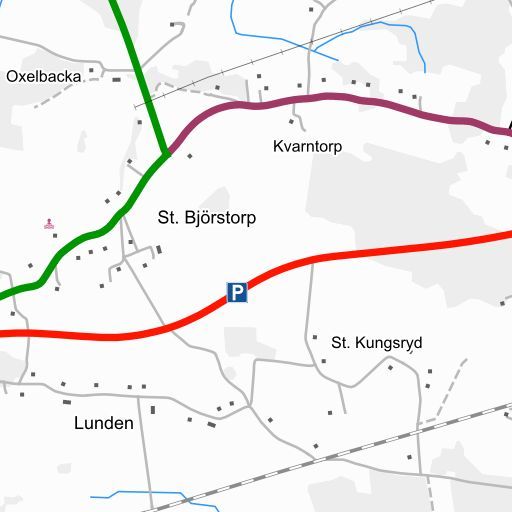 Oxelbacka
Kvarntorp
St. Björstorp
P
St. Kungsryd
Lunden